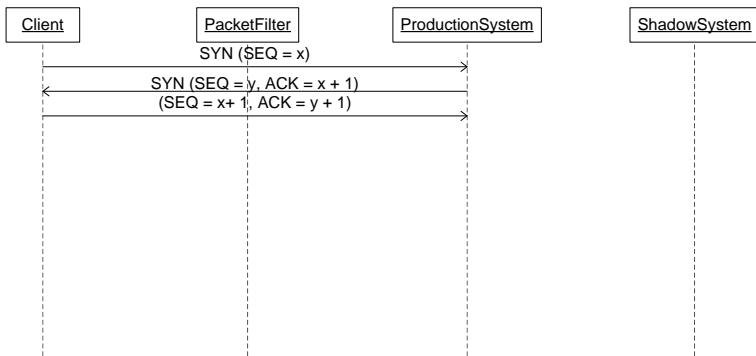 Client
PacketFilter
ProductionSystem
ShadowSystem
SYN (SEQ = x)
SYN (SEQ = y, ACK = x + 1)
(SEQ = x+ 1, ACK = y + 1)